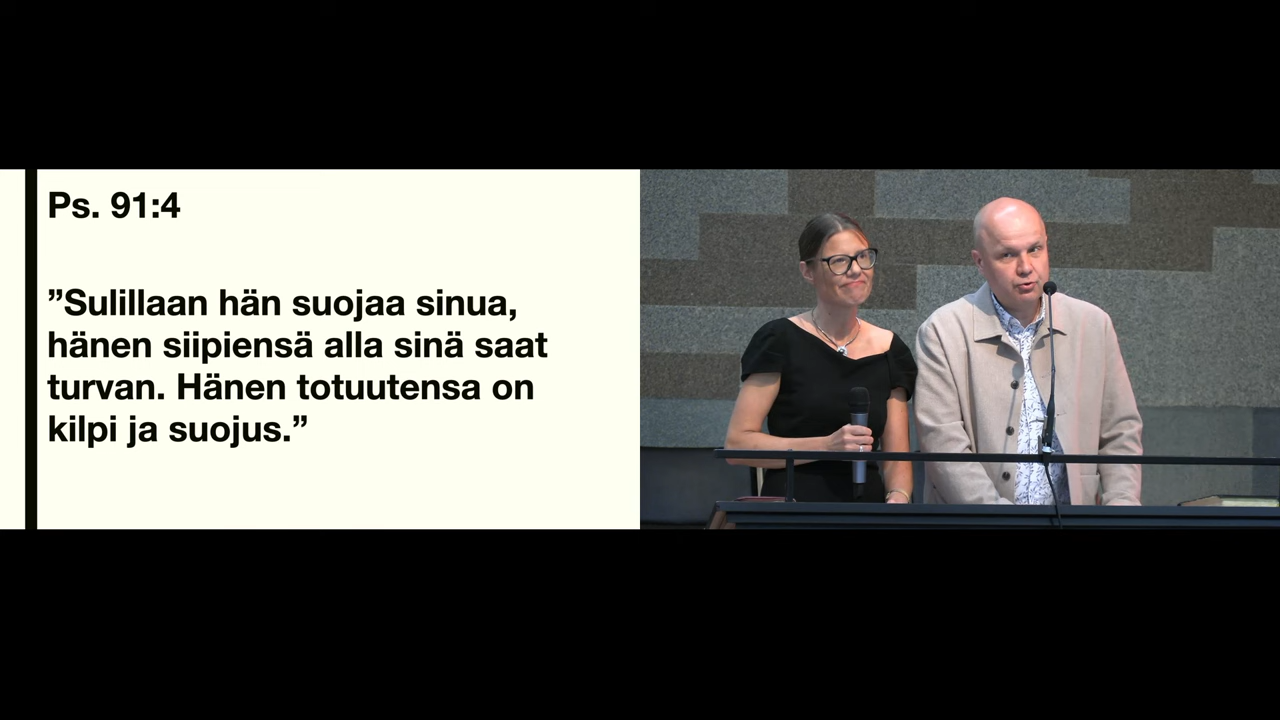 Ps. 91:4
”Sulillaan hän suojaa sinua,
hänen siipiensä alla sinä saat
turvan. Hänen totuutensa on
kilpi ja suojus.”